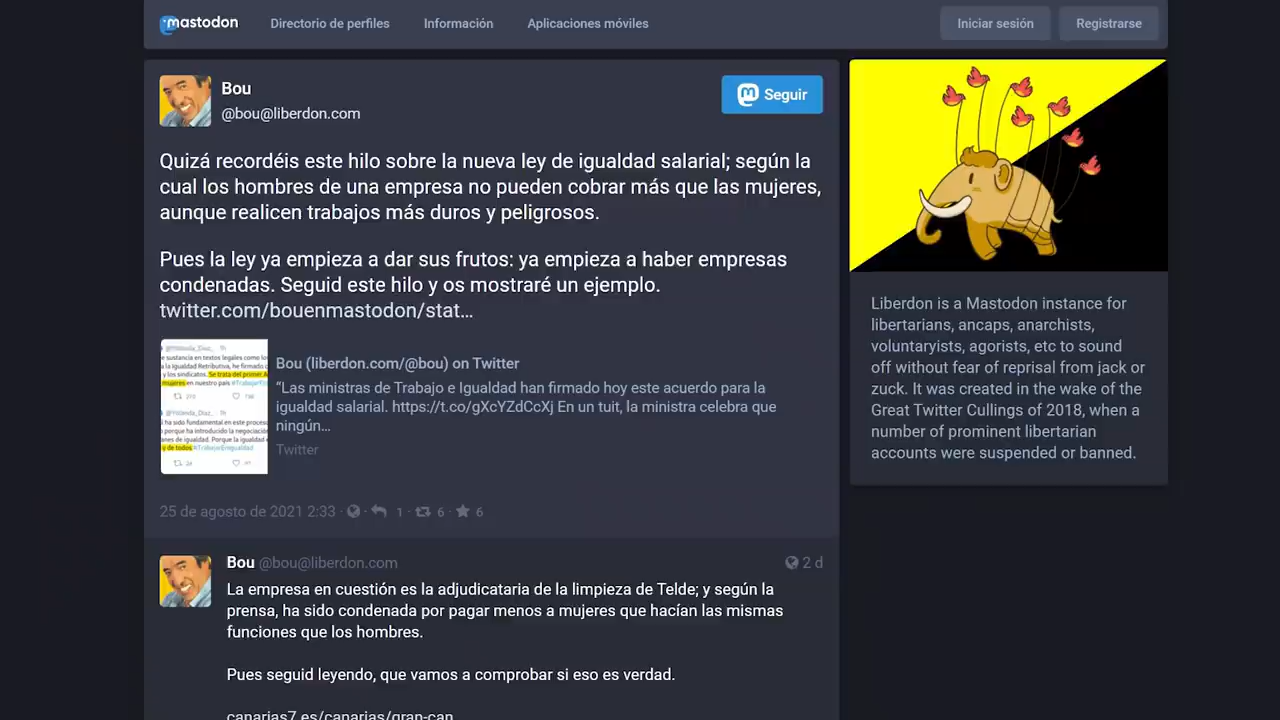 mastodon
Directorio de perfiles
Información
Aplicaciones móviles
Iniciar sesión
Registrarse
Bou
@bou@liberdon.com
Seguir
Quizá recordéis este hilo sobre la nueva ley de igualdad salarial; según la
cual los hombres de una empresa no pueden cobrar más que las mujeres,
aunque realicen trabajos más duros y peligrosos.
Pues la ley ya empieza a dar sus frutos: ya empieza a haber empresas
condenadas. Seguid este hilo y os mostraré un ejemplo.
twitter.com/bouenmastodon/stat…
Bou (liberdon.com/@bou) on Twitter
“Las ministras de Trabajo e Igualdad han firmado hoy este acuerdo para la
igualdad salarial. https://t.co/gXcYZdCcXj En un tuit, la ministra celebra que
ningún…
Twitter
25 de agosto de 2021 2:33 · · 1 · 6 · 6
Bou @bou@liberdon.com
2 d
La empresa en cuestión es la adjudicataria de la limpieza de Telde; y según la
prensa, ha sido condenada por pagar menos a mujeres que hacían las mismas
funciones que los hombres.
Pues seguid leyendo, que vamos a comprobar si eso es verdad.
canarias7.es/canarias/gran-can…
Liberdon is a Mastodon instance for
libertarians, ancaps, anarchists,
voluntaryists, agorists, etc to sound
off without fear of reprisal from jack or
zuck. It was created in the wake of the
Great Twitter Cullings of 2018, when a
number of prominent libertarian
accounts were suspended or banned.